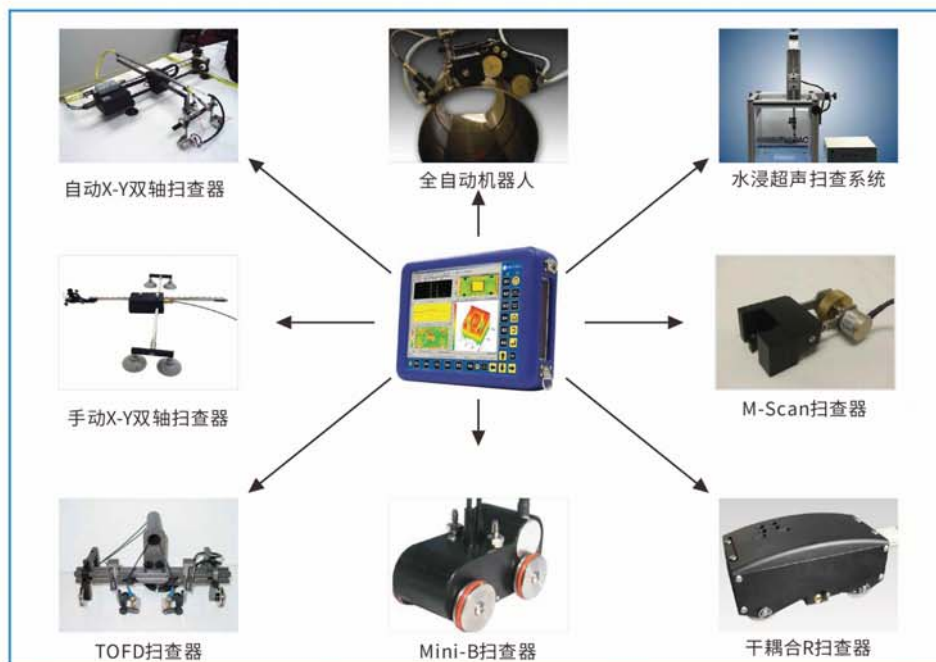 自动X-Y双轴扫查器
全自动机器人
水浸超声扫查系统
手动X-Y双轴扫查器
M-Scan扫查器
TOFD扫查器
Mini-B扫查器
干耦合R扫查器